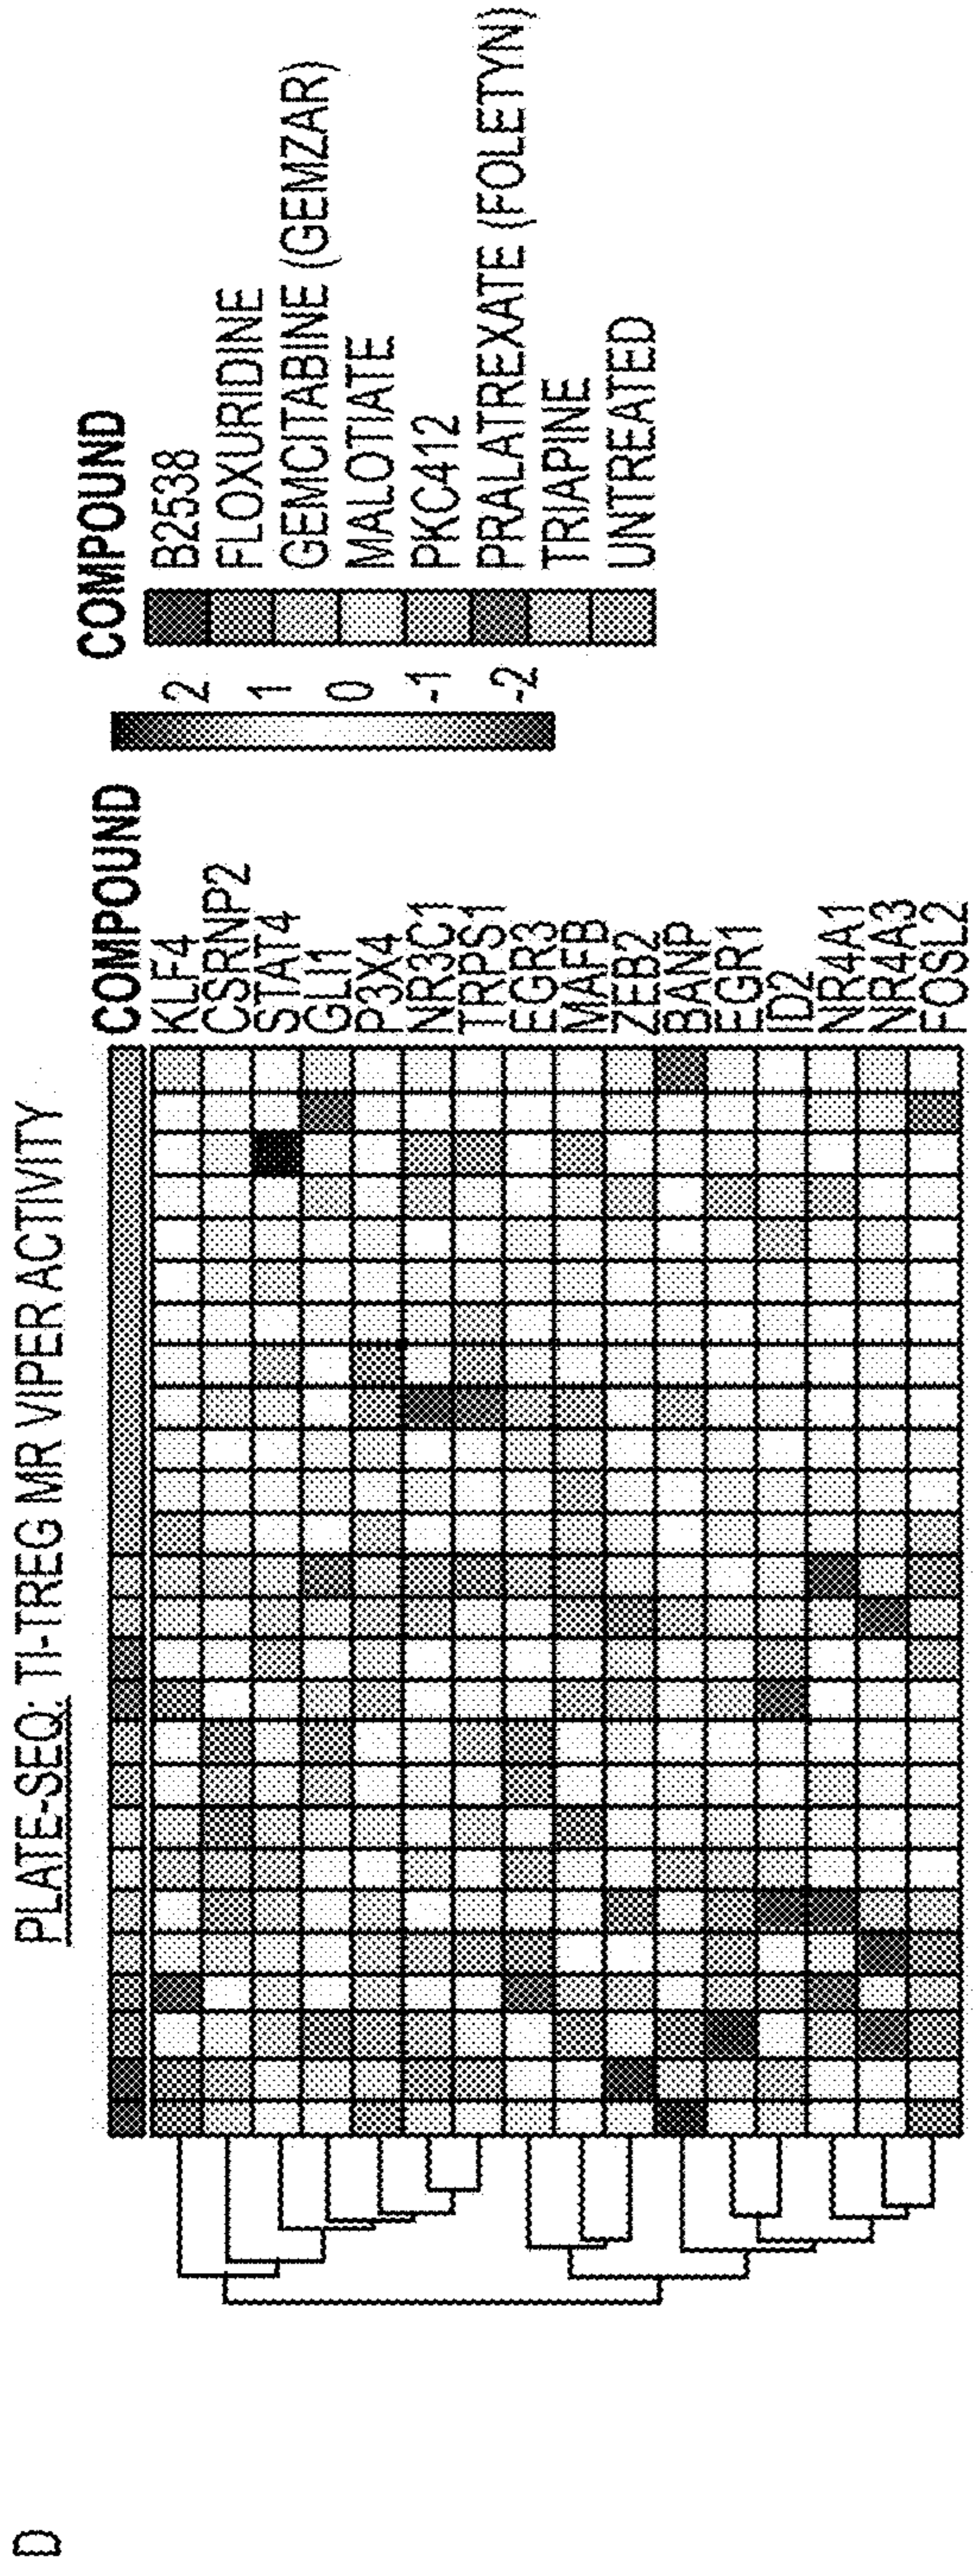 D
PLATE-SEQ: TI-TREG MR VIPER ACTIVITY
COMPOUND
KLF4
CSRNP2
STAT4
GLI1
P3X4
NR3C1
TRPS1
EGR3
MAFB
ZEB2
BANP
EGR1
ID2
NR4A1
NR4A3
FOSL2
2
1
0
-1
-2
COMPOUND
B2538
FLOXURIDINE
GEMCITABINE (GEMZAR)
MALOTIATE
PKC412
PRALATREXATE (FOLETYN)
TRIAPINE
UNTREATED